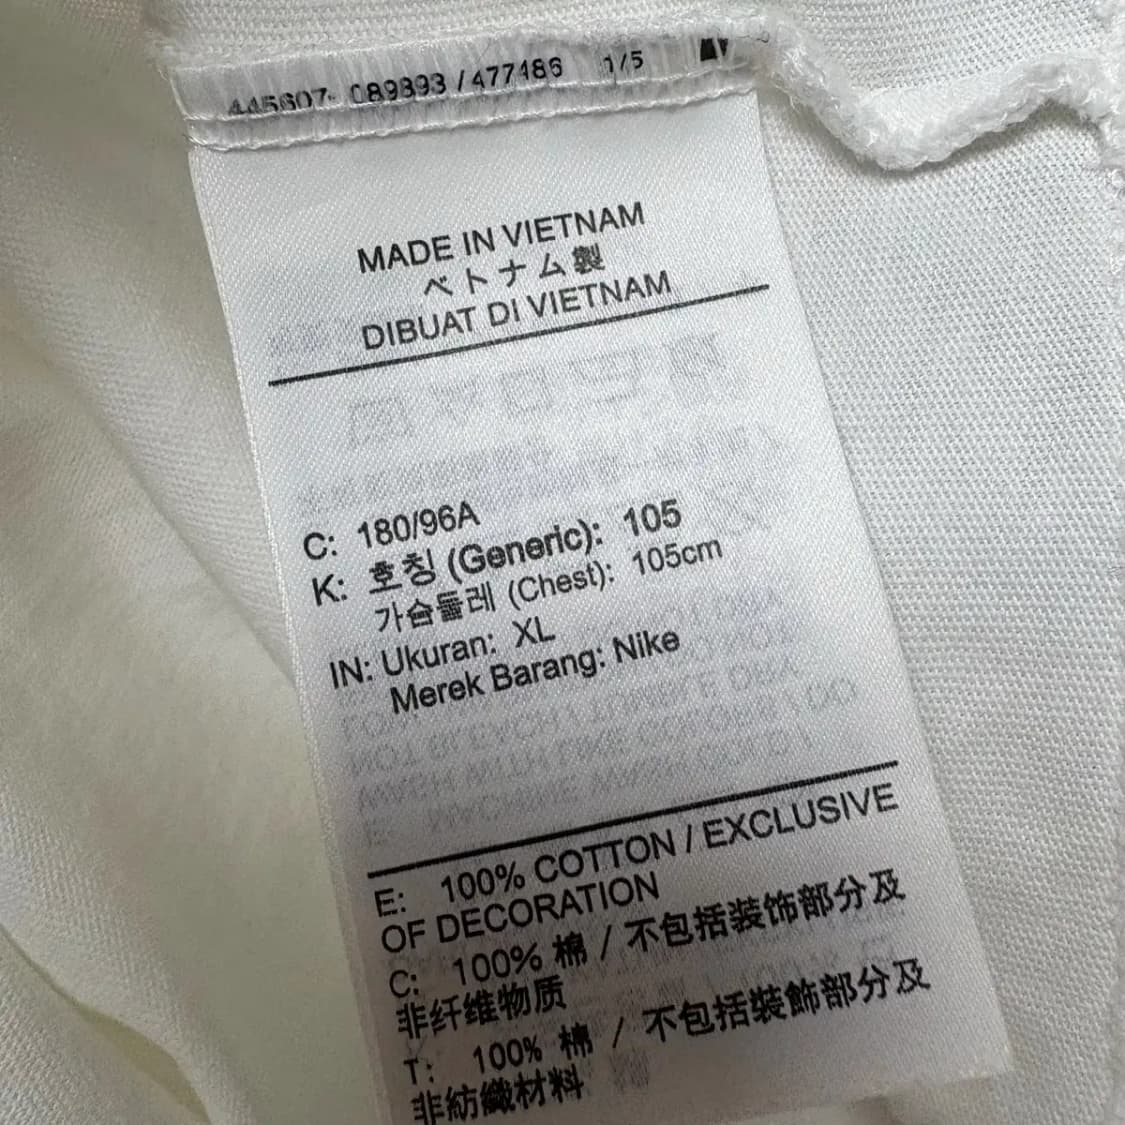 445607- 089893 / 477486 1/5
MADE IN VIETNAM
ベトナム製
DIBUAT DI VIETNAM
C: 180/96A
K: 호칭 (Generic): 105
가슴둘레 (Chest): 105cm
IN: Ukuran: XL
Merek Barang: Nike
E: 100% COTTON / EXCLUSIVE
OF DECORATION
C: 100% 棉 / 不包括装饰部分及
非纤维物质
T: 100% 棉 / 不包括裝飾部分及
非紡織材料